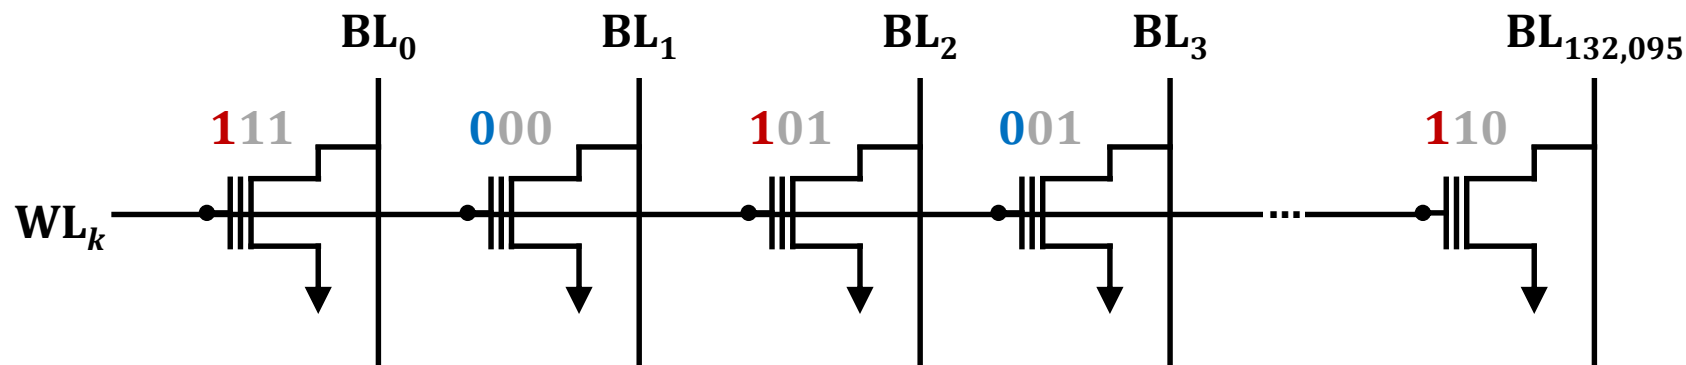 BL₀ BL₁ BL₂ BL₃ BL₁₃₂,₀₉₅
111 000 101 001 110
WLₖ ...